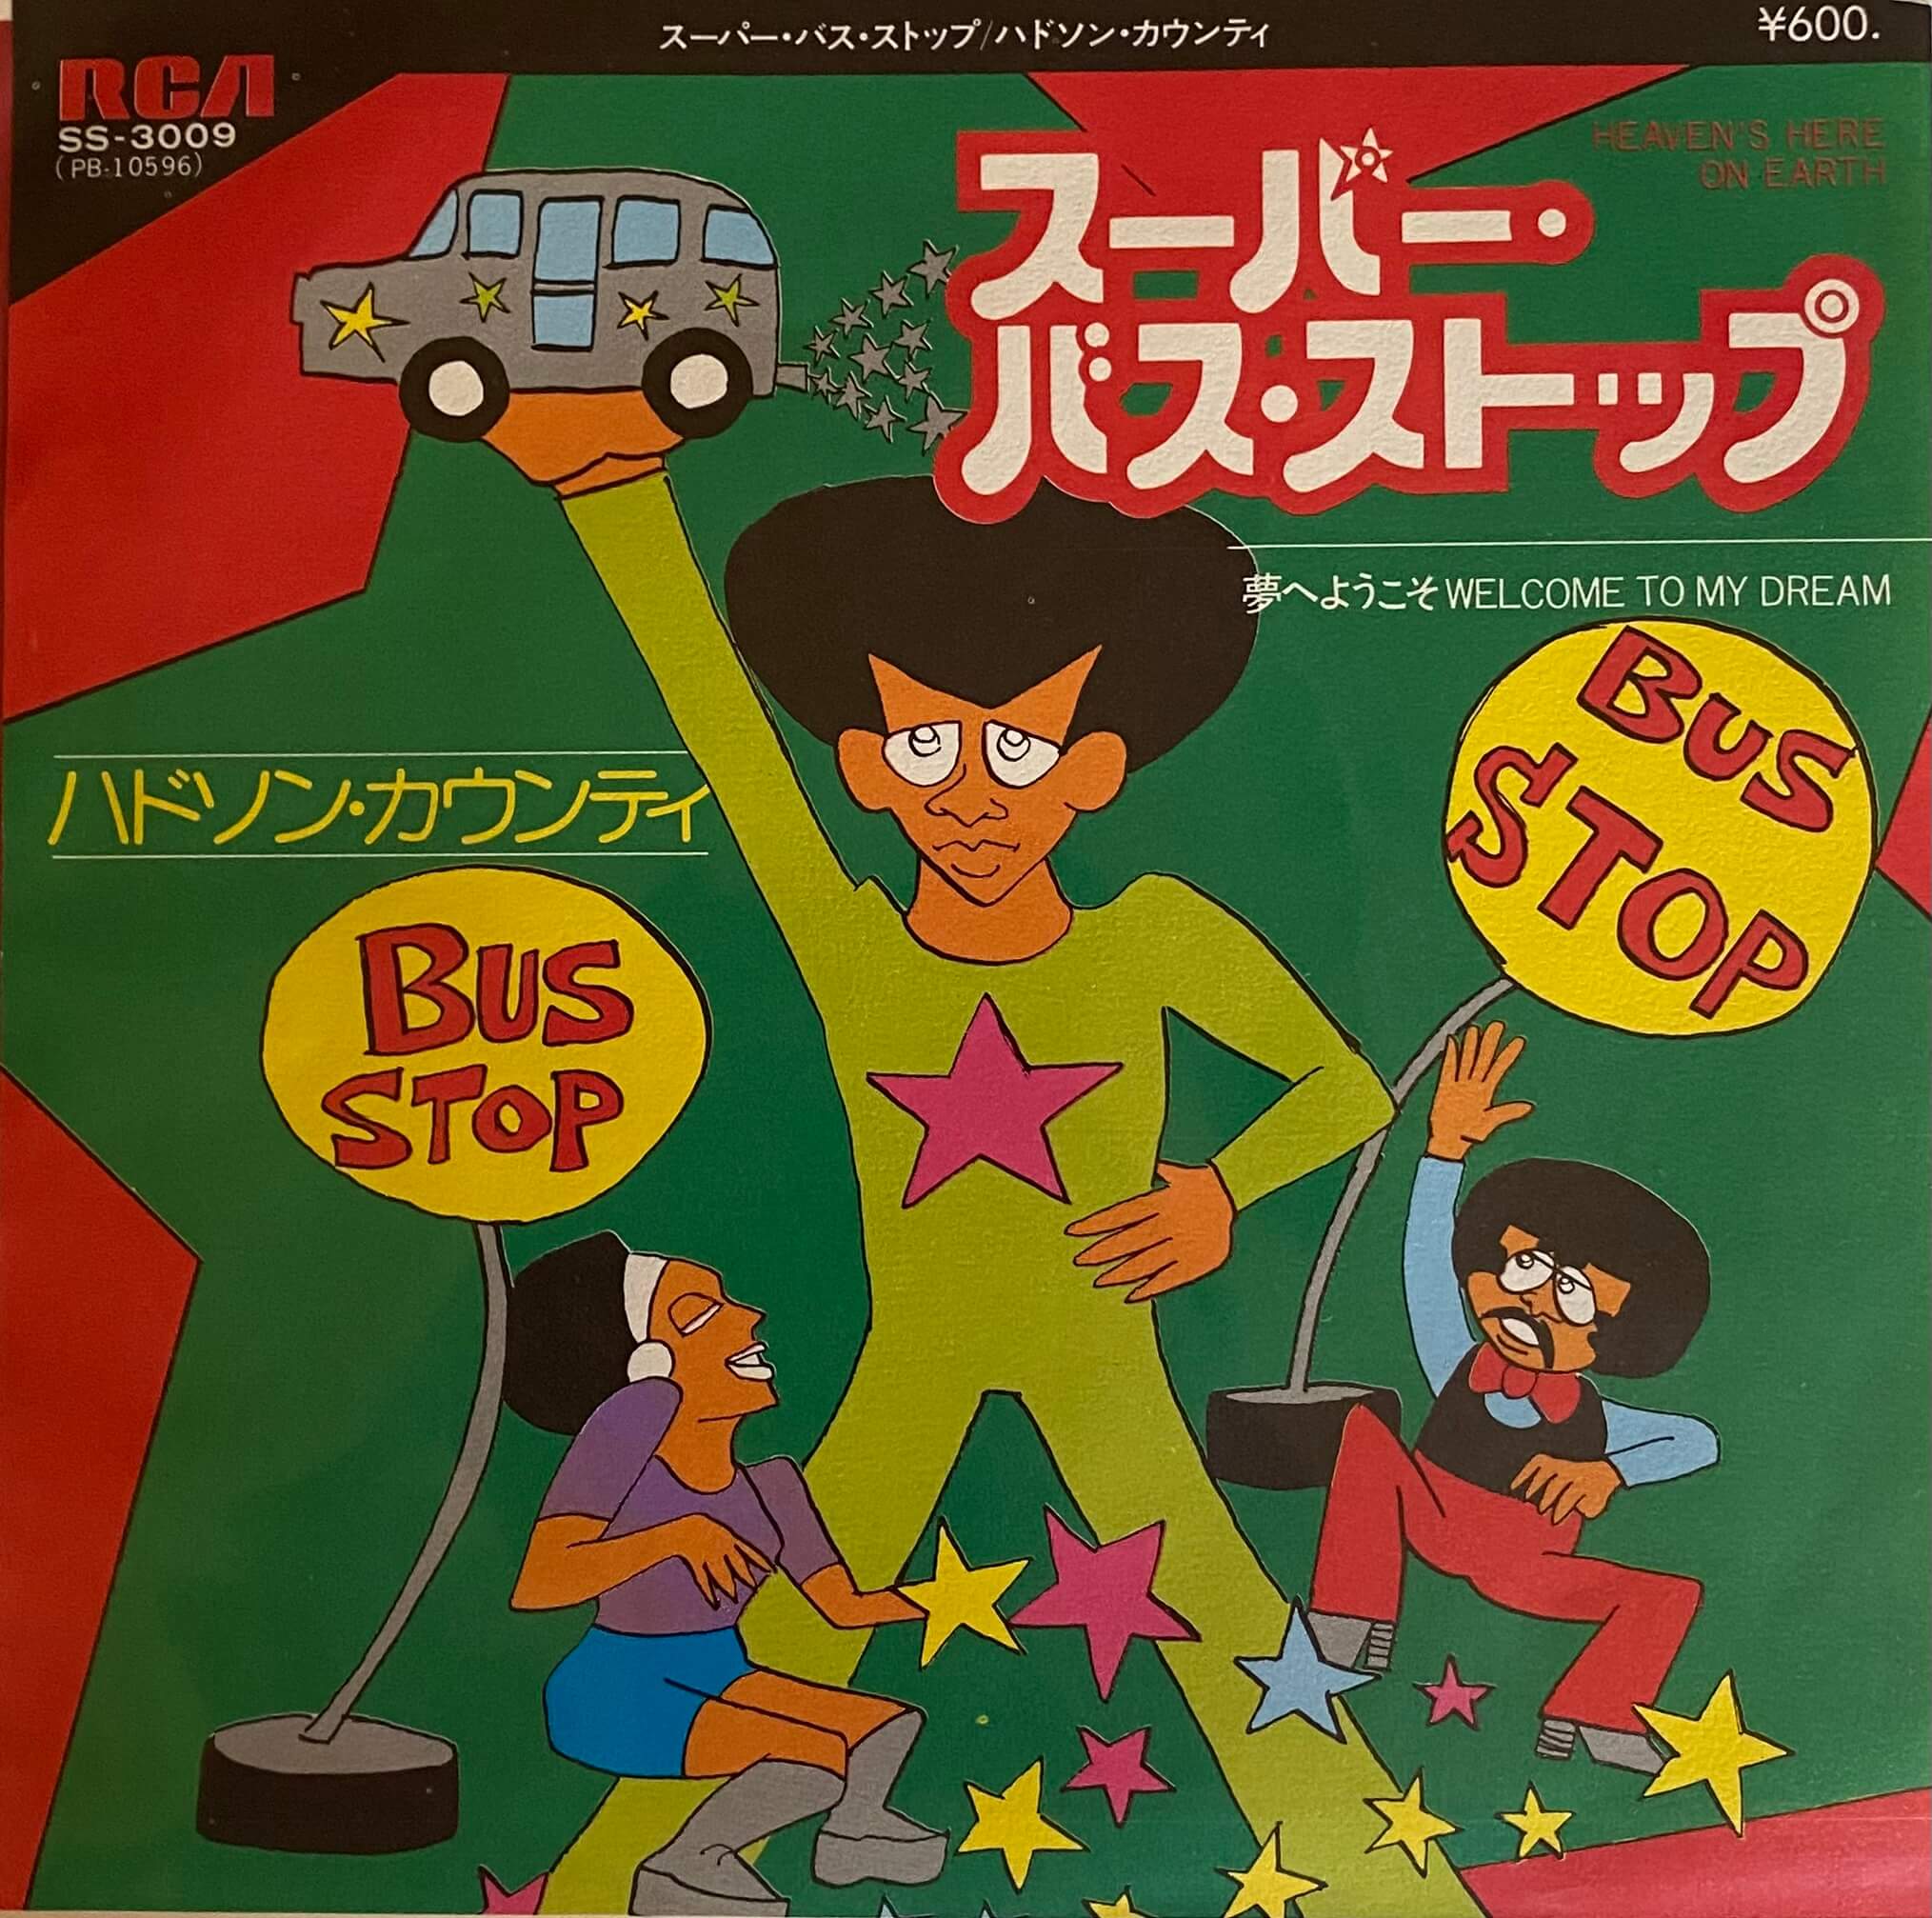 スーパー・バス・ストップ/ハドソン・カウンティ
¥600.
RCA
SS-3009
(PB-10596)
HEAVEN'S HERE
ON EARTH
スーパー・
バス・ストップ
夢へようこそ WELCOME TO MY DREAM
ハドソン・カウンティ
BUS
STOP
BUS
STOP